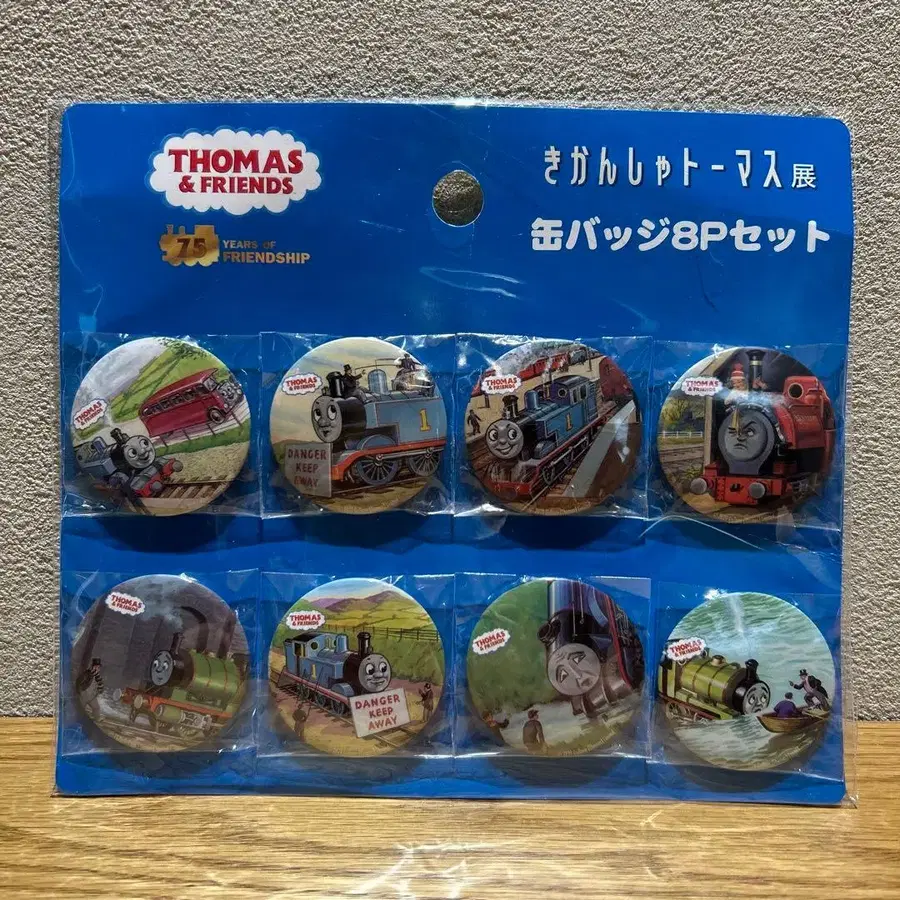 THOMAS
& FRIENDS
75
YEARS OF
FRIENDSHIP
きかんしゃトーマス展
缶バッジ8Pセット
THOMAS
& FRIENDS
THOMAS
& FRIENDS
1
DANGER
KEEP
AWAY
THOMAS
& FRIENDS
1
THOMAS
& FRIENDS
THOMAS
& FRIENDS
THOMAS
& FRIENDS
1
DANGER
KEEP
AWAY
THOMAS
& FRIENDS
THOMAS
& FRIENDS